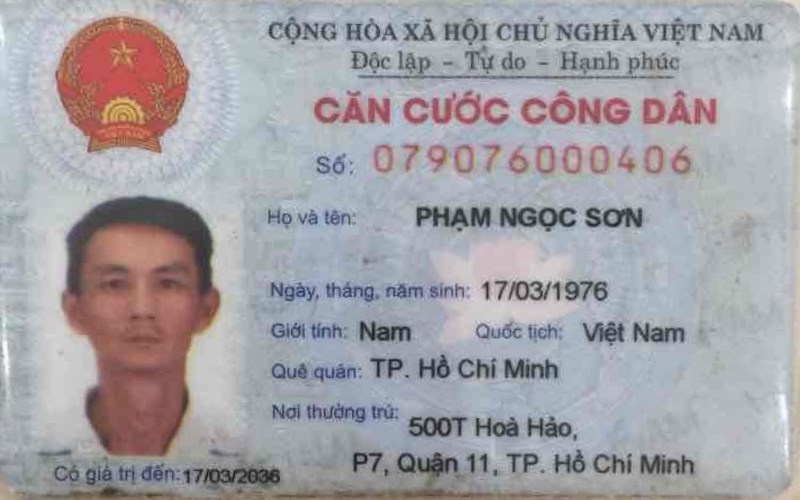 CỘNG HÒA XÃ HỘI CHỦ NGHĨA VIỆT NAM
Độc lập - Tự do - Hạnh phúc
CĂN CƯỚC CÔNG DÂN
Số: 079076000406
Họ và tên: PHẠM NGỌC SƠN
Ngày, tháng, năm sinh: 17/03/1976
Giới tính: Nam Quốc tịch: Việt Nam
Quê quán: TP. Hồ Chí Minh
Nơi thường trú: 500T Hoà Hảo,
P7, Quận 11, TP. Hồ Chí Minh
Có giá trị đến: 17/03/2036